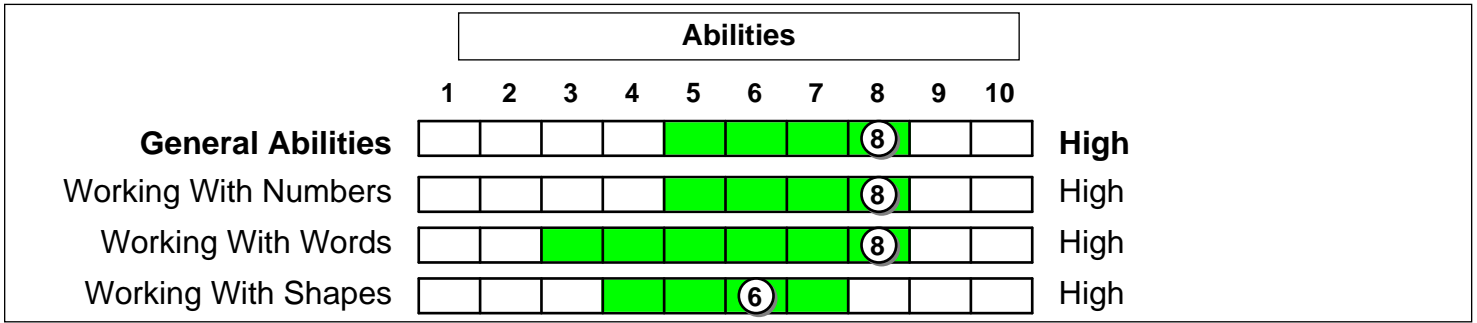 Abilities
1 2 3 4 5 6 7 8 9 10
General Abilities 8 High
Working With Numbers 8 High
Working With Words 8 High
Working With Shapes 6 High